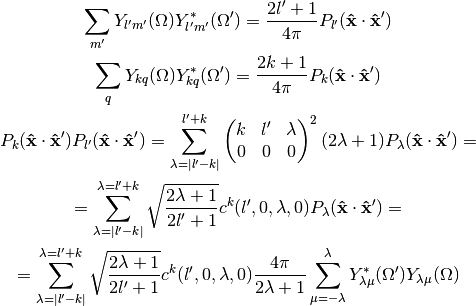 \sum_{m'} Y_{l'm'}(\Omega) Y^*_{l'm'}(\Omega') = \frac{2l'+1}{4\pi} P_{l'}(\hat{\mathbf{x}} \cdot \hat{\mathbf{x}}')
\sum_{q} Y_{kq}(\Omega) Y^*_{kq}(\Omega') = \frac{2k+1}{4\pi} P_k(\hat{\mathbf{x}} \cdot \hat{\mathbf{x}}')
P_k(\hat{\mathbf{x}} \cdot \hat{\mathbf{x}}') P_{l'}(\hat{\mathbf{x}} \cdot \hat{\mathbf{x}}') = \sum_{\lambda=|l'-k|}^{l'+k} \begin{pmatrix} k & l' & \lambda \\ 0 & 0 & 0 \end{pmatrix}^2 (2\lambda+1) P_\lambda(\hat{\mathbf{x}} \cdot \hat{\mathbf{x}}') =
= \sum_{\lambda=|l'-k|}^{\lambda=l'+k} \sqrt{\frac{2\lambda+1}{2l'+1}} c^k(l', 0, \lambda, 0) P_\lambda(\hat{\mathbf{x}} \cdot \hat{\mathbf{x}}') =
= \sum_{\lambda=|l'-k|}^{\lambda=l'+k} \sqrt{\frac{2\lambda+1}{2l'+1}} c^k(l', 0, \lambda, 0) \frac{4\pi}{2\lambda+1} \sum_{\mu=-\lambda}^{\lambda} Y^*_{\lambda\mu}(\Omega') Y_{\lambda\mu}(\Omega)